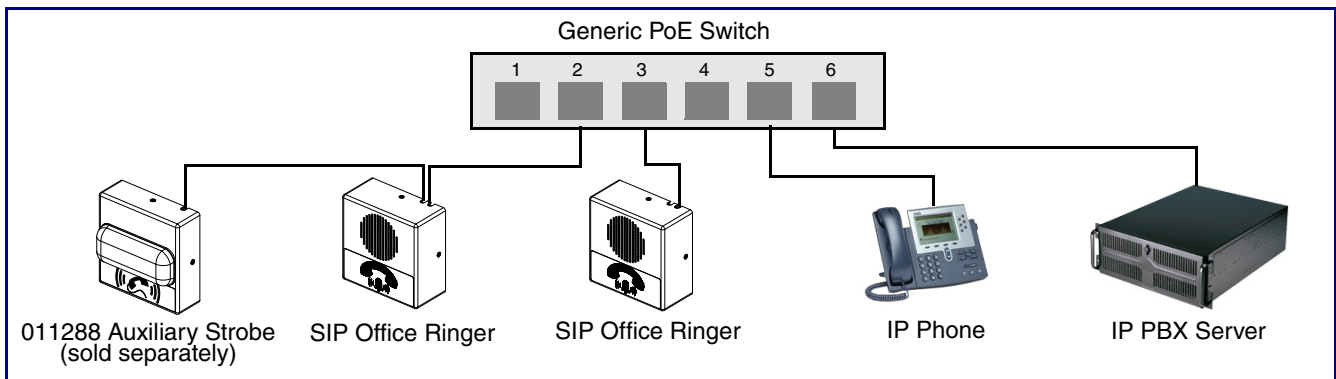 Generic PoE Switch
1 2 3 4 5 6
011288 Auxiliary Strobe
(sold separately)
SIP Office Ringer
SIP Office Ringer
IP Phone
IP PBX Server